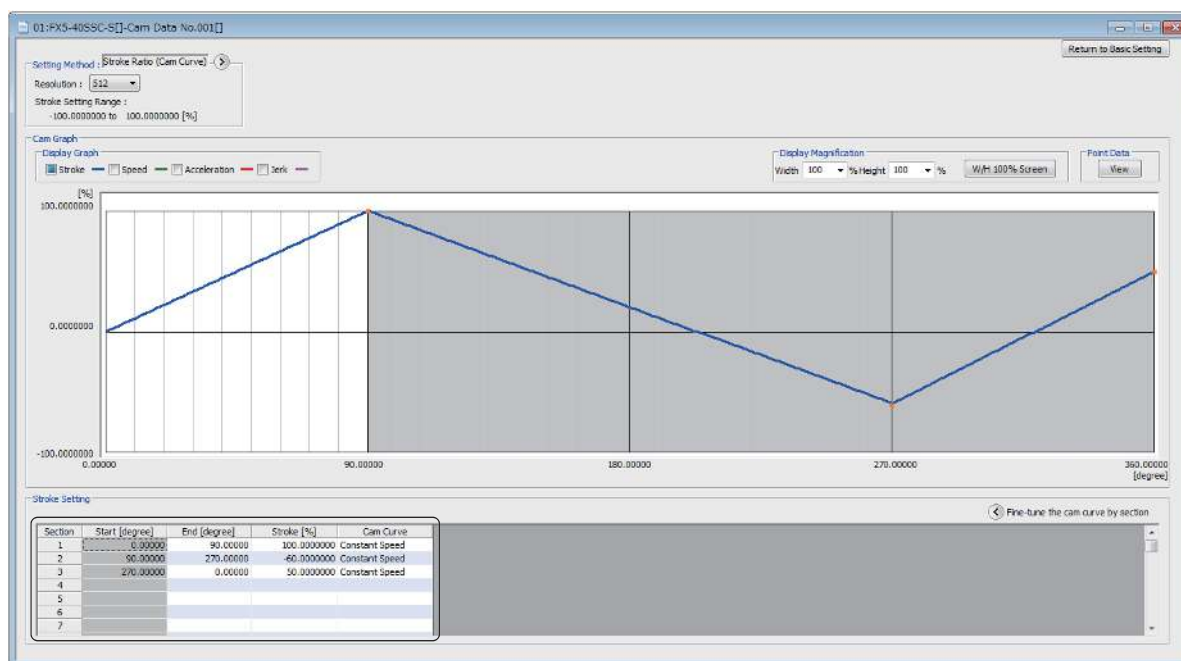 01:FX5-40SSC-S[]-Cam Data No.001[]
Return to Basic Setting
Setting Method : Stroke Ratio (Cam Curve)
Resolution : 512
Stroke Setting Range :
-100.0000000 to 100.0000000 [%]
Cam Graph
Display Graph
Stroke Speed Acceleration Jerk
Display Magnification
Width 100 % Height 100 %
W/H 100% Screen
Point Data
View
[%]
100.0000000
0.0000000
-100.0000000
0.00000 90.00000 180.00000 270.00000 360.00000
[degree]
Stroke Setting
Fine-tune the cam curve by section
Section Start [degree] End [degree] Stroke [%] Cam Curve
1 0.00000 90.00000 100.0000000 Constant Speed
2 90.00000 270.00000 -60.0000000 Constant Speed
3 270.00000 0.00000 50.0000000 Constant Speed
4
5
6
7